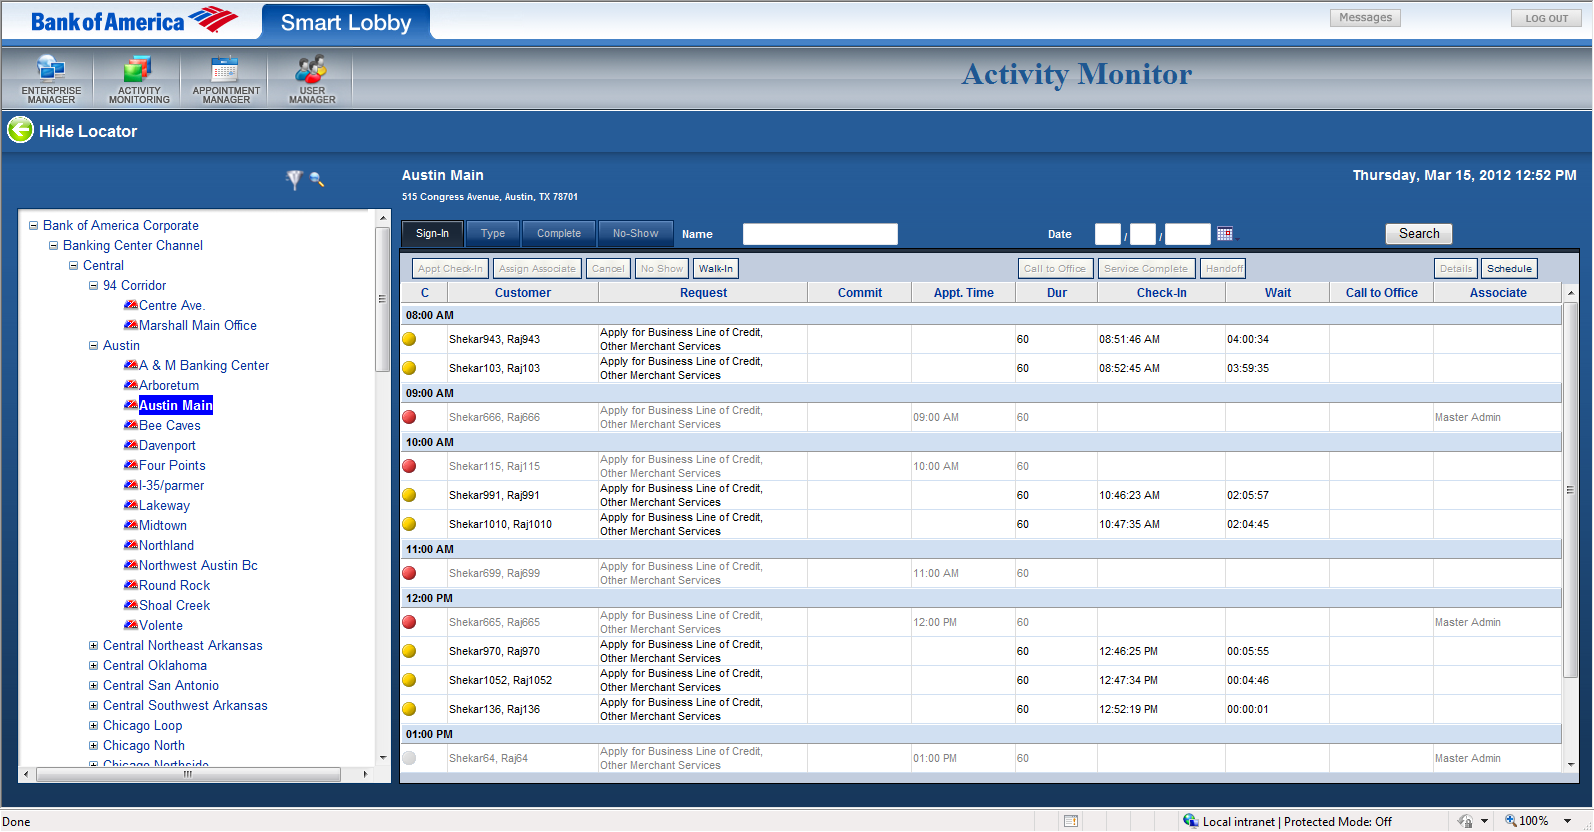 Bank of America
Smart Lobby
Messages
LOG OUT
ENTERPRISE MANAGER
ACTIVITY MONITORING
APPOINTMENT MANAGER
USER MANAGER
Activity Monitor
Hide Locator
Austin Main
Thursday, Mar 15, 2012 12:52 PM
515 Congress Avenue, Austin, TX 78701
Bank of America Corporate
Banking Center Channel
Central
94 Corridor
Centre Ave.
Marshall Main Office
Austin
A & M Banking Center
Arboretum
Austin Main
Bee Caves
Davenport
Four Points
I-35/parmer
Lakeway
Midtown
Northland
Northwest Austin Bc
Round Rock
Shoal Creek
Volente
Central Northeast Arkansas
Central Oklahoma
Central San Antonio
Central Southwest Arkansas
Chicago Loop
Chicago North
Chicago Northside
Sign-In Type Complete No-Show Name Date / / Search
Appt Check-In Assign Associate Cancel No Show Walk-In Call to Office Service Complete Handoff Details Schedule
C Customer Request Commit Appt. Time Dur Check-In Wait Call to Office Associate
08:00 AM
Shekar943, Raj943 Apply for Business Line of Credit, Other Merchant Services 60 08:51:46 AM 04:00:34
Shekar103, Raj103 Apply for Business Line of Credit, Other Merchant Services 60 08:52:45 AM 03:59:35
09:00 AM
Shekar666, Raj666 Apply for Business Line of Credit, Other Merchant Services 09:00 AM 60 Master Admin
10:00 AM
Shekar115, Raj115 Apply for Business Line of Credit, Other Merchant Services 10:00 AM 60
Shekar991, Raj991 Apply for Business Line of Credit, Other Merchant Services 60 10:46:23 AM 02:05:57
Shekar1010, Raj1010 Apply for Business Line of Credit, Other Merchant Services 60 10:47:35 AM 02:04:45
11:00 AM
Shekar699, Raj699 Apply for Business Line of Credit, Other Merchant Services 11:00 AM 60
12:00 PM
Shekar665, Raj665 Apply for Business Line of Credit, Other Merchant Services 12:00 PM 60 Master Admin
Shekar970, Raj970 Apply for Business Line of Credit, Other Merchant Services 60 12:46:25 PM 00:05:55
Shekar1052, Raj1052 Apply for Business Line of Credit, Other Merchant Services 60 12:47:34 PM 00:04:46
Shekar136, Raj136 Apply for Business Line of Credit, Other Merchant Services 60 12:52:19 PM 00:00:01
01:00 PM
Shekar64, Raj64 Apply for Business Line of Credit, Other Merchant Services 01:00 PM 60 Master Admin
Done
Local intranet | Protected Mode: Off
100%